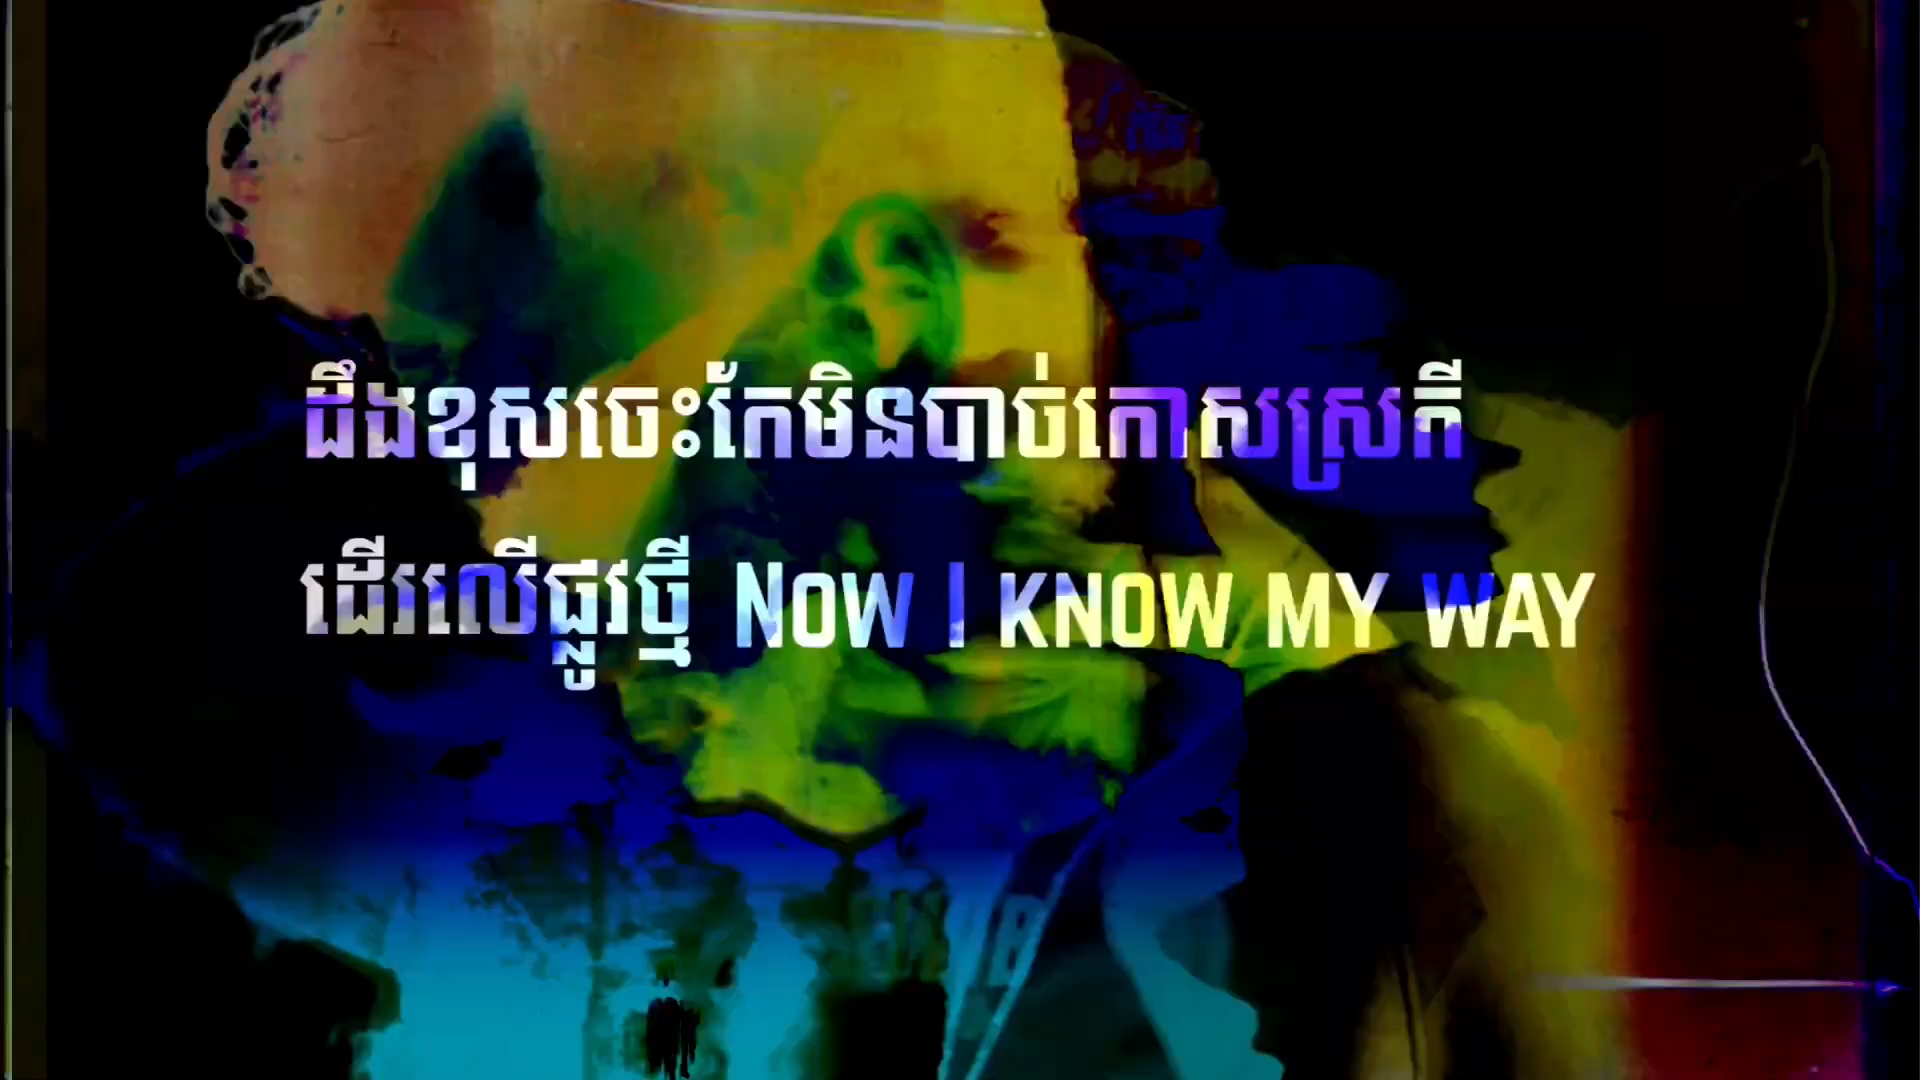 ដឹងខុសចេះកែមិនបាច់កោសស្រគី
ដើរលើផ្លូវថ្មី NOW I KNOW MY WAY